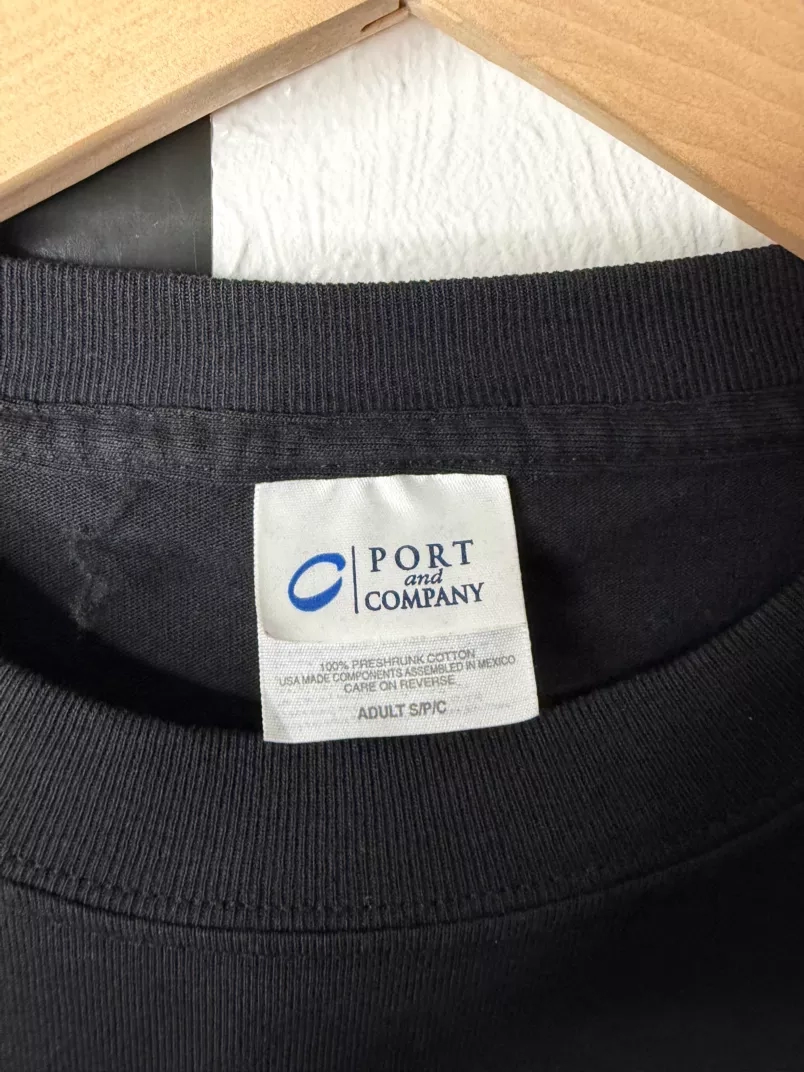 PORT
and
COMPANY
100% PRESHRUNK COTTON
USA MADE COMPONENTS ASSEMBLED IN MEXICO
CARE ON REVERSE
ADULT S/P/C